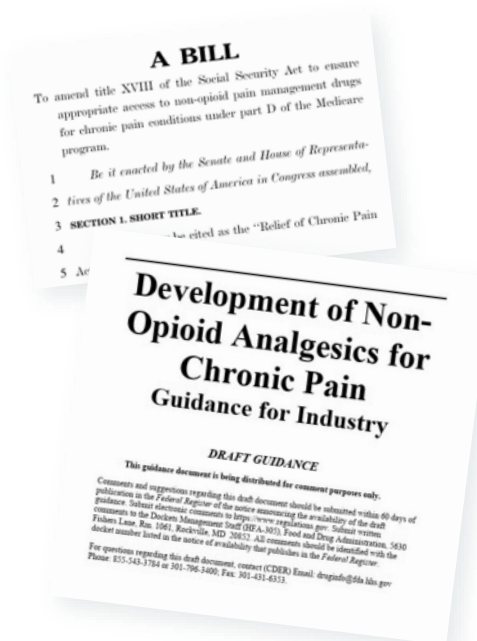 A BILL
To amend title XVIII of the Social Security Act to ensure
appropriate access to non-opioid pain management drugs
for chronic pain conditions under part D of the Medicare
program.
1 Be it enacted by the Senate and House of Representa-
2 tives of the United States of America in Congress assembled,
3 SECTION 1. SHORT TITLE.
4 be cited as the “Relief of Chronic Pain
5
Development of Non-
Opioid Analgesics for
Chronic Pain
Guidance for Industry
DRAFT GUIDANCE
This guidance document is being distributed for comment purposes only.
Comments and suggestions regarding this draft document should be submitted within 60 days of
publication in the Federal Register of the notice announcing the availability of the draft
guidance. Submit electronic comments to https://www.regulations.gov. Submit written
comments to the Dockets Management Staff (HFA-305), Food and Drug Administration, 5630
Fishers Lane, Rm. 1061, Rockville, MD 20852. All comments should be identified with the
docket number listed in the notice of availability that publishes in the Federal Register.
For questions regarding this draft document, contact (CDER) Email: druginfo@fda.hhs.gov
Phone: 855-543-3784 or 301-796-3400; Fax: 301-431-6353.